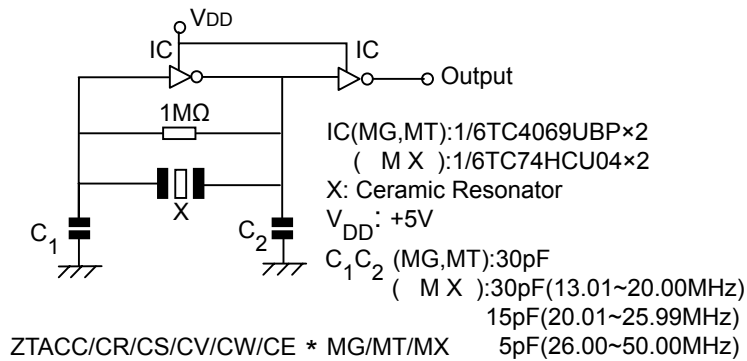 VDD
IC
IC
Output
1MΩ
X
C1
C2
IC(MG,MT):1/6TC4069UBP×2
( M X ):1/6TC74HCU04×2
X: Ceramic Resonator
VDD: +5V
C1C2 (MG,MT):30pF
( M X ):30pF(13.01~20.00MHz)
15pF(20.01~25.99MHz)
5pF(26.00~50.00MHz)
ZTACC/CR/CS/CV/CW/CE * MG/MT/MX